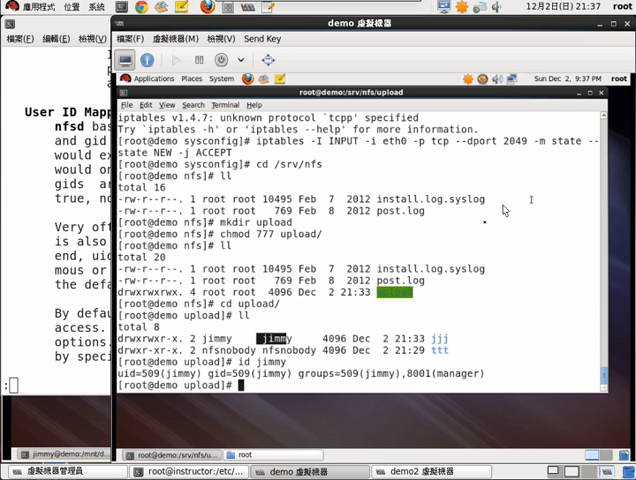 應用程式 位置 系統 12月2日(日) 21:37 root
demo 虛擬機器
檔案(F) 編輯(E) 檢視(V)
檔案(F) 虛擬機器(M) 檢視(V) Send Key
Applications Places System Sun Dec 2, 9:37 PM root
root@demo:/srv/nfs/upload
File Edit View Search Terminal Help
iptables v1.4.7: unknown protocol `tcpp' specified
Try `iptables -h' or 'iptables --help' for more information.
[root@demo sysconfig]# iptables -I INPUT -i eth0 -p tcp --dport 2049 -m state --
state NEW -j ACCEPT
[root@demo sysconfig]# cd /srv/nfs
[root@demo nfs]# ll
total 16
-rw-r--r--. 1 root root 10495 Feb 7 2012 install.log.syslog
-rw-r--r--. 1 root root 769 Feb 8 2012 post.log
[root@demo nfs]# mkdir upload
[root@demo nfs]# chmod 777 upload/
[root@demo nfs]# ll
total 20
-rw-r--r--. 1 root root 10495 Feb 7 2012 install.log.syslog
-rw-r--r--. 1 root root 769 Feb 8 2012 post.log
drwxrwxrwx. 4 root root 4096 Dec 2 21:33 upload
[root@demo nfs]# cd upload/
[root@demo upload]# ll
total 8
drwxrwxr-x. 2 jimmy jimmy 4096 Dec 2 21:33 jjj
drwxr-xr-x. 2 nfsnobody nfsnobody 4096 Dec 2 21:29 ttt
[root@demo upload]# id jimmy
uid=509(jimmy) gid=509(jimmy) groups=509(jimmy),8001(manager)
[root@demo upload]#
User ID Mapp
nfsd bas
and gid
would ex
would on
gids are
true, no
Very oft
is also
end, uid
mous or
the defa
By defau
access.
options.
by speci
:
jimmy@demo:/mnt/d...
root@demo:/srv/nfs/u... root
虛擬機器管理員 root@instructor:/etc/... demo 虛擬機器 demo2 虛擬機器